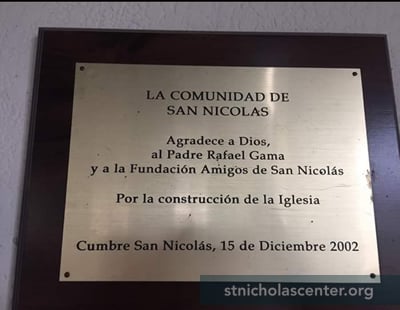 LA COMUNIDAD DE
SAN NICOLAS
Agradece a Dios,
al Padre Rafael Gama
y a la Fundación Amigos de San Nicolás
Por la construcción de la Iglesia
Cumbre San Nicolás, 15 de Diciembre 2002
stnicholascenter.org